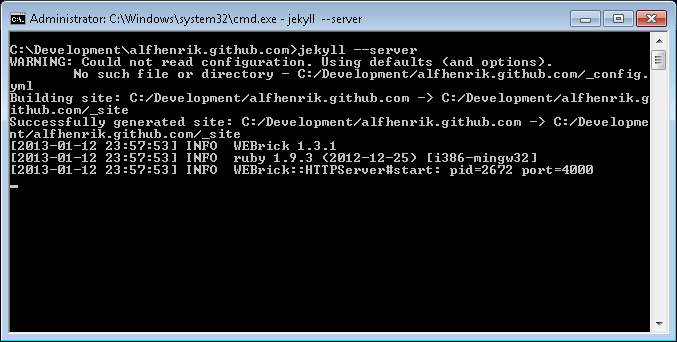 Administrator: C:\Windows\system32\cmd.exe - jekyll --server
C:\Development\alfhenrik.github.com>jekyll --server
WARNING: Could not read configuration. Using defaults (and options).
        No such file or directory - C:/Development/alfhenrik.github.com/_config.
yml
Building site: C:/Development/alfhenrik.github.com -> C:/Development/alfhenrik.g
ithub.com/_site
Successfully generated site: C:/Development/alfhenrik.github.com -> C:/Developme
nt/alfhenrik.github.com/_site
[2013-01-12 23:57:53] INFO  WEBrick 1.3.1
[2013-01-12 23:57:53] INFO  ruby 1.9.3 (2012-12-25) [i386-mingw32]
[2013-01-12 23:57:53] INFO  WEBrick::HTTPServer#start: pid=2672 port=4000